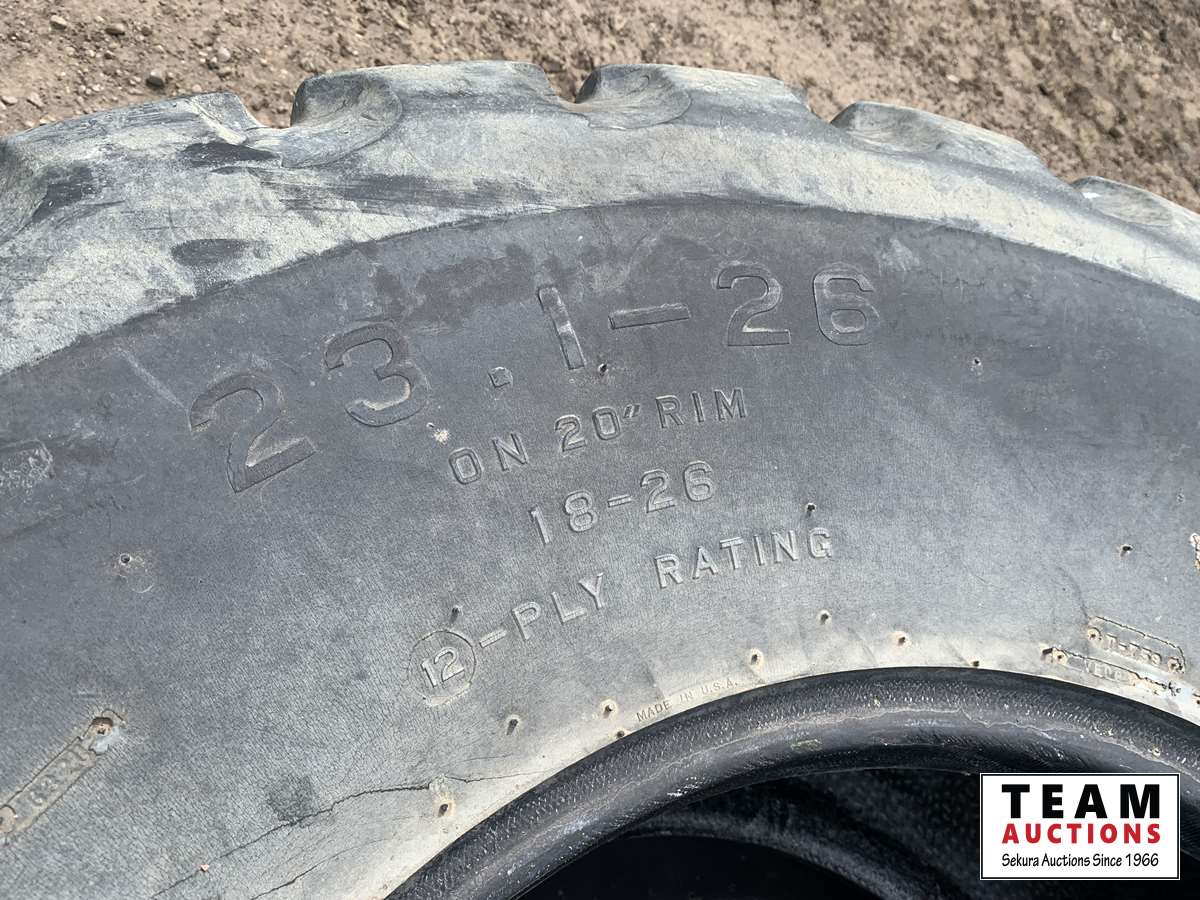 23.1-26
ON 20" RIM
18-26
12-PLY RATING
MADE IN U.S.A.
TEAM
AUCTIONS
Sekura Auctions Since 1966